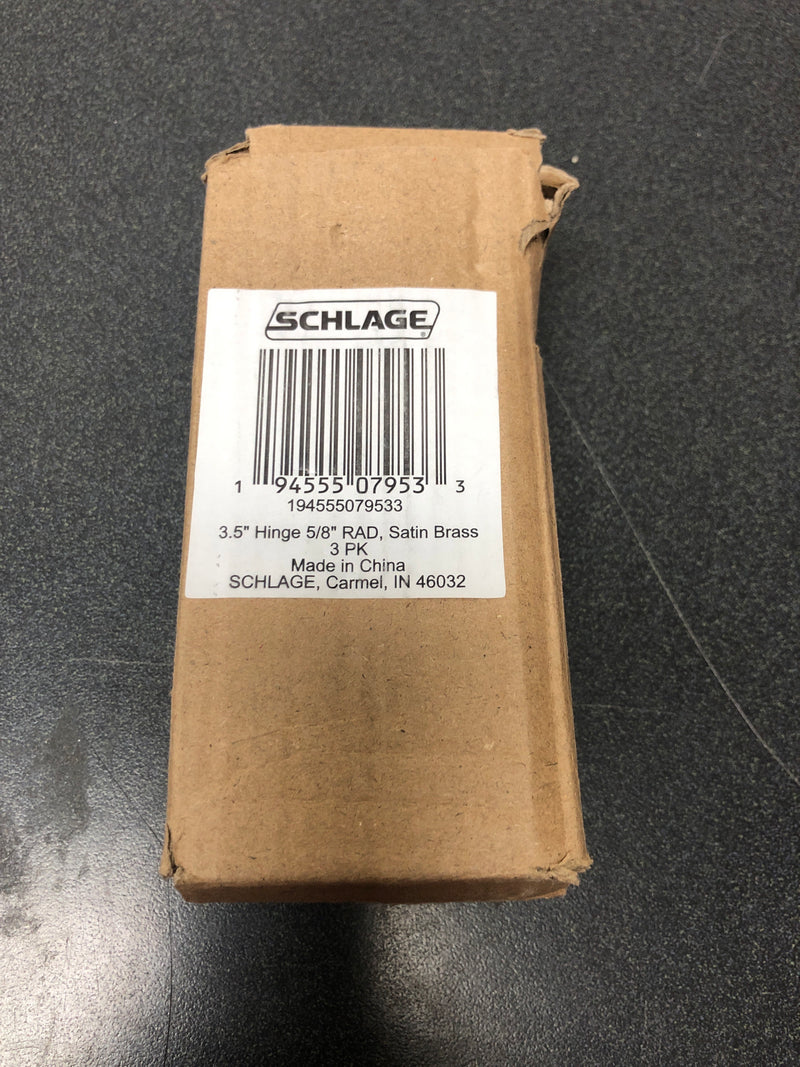 SCHLAGE
1 94555 07953 3
194555079533
3.5" Hinge 5/8" RAD, Satin Brass
3 PK
Made in China
SCHLAGE, Carmel, IN 46032